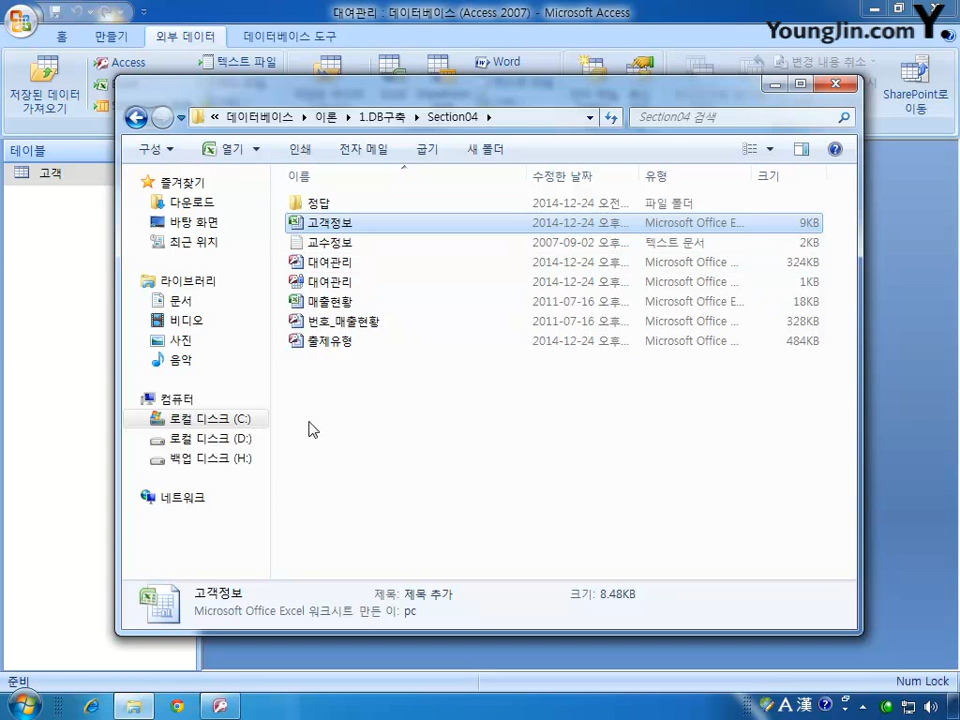 대여관리 : 데이터베이스 (Access 2007) - Microsoft Access
YoungJin.com Y.
홈 만들기 외부 데이터 데이터베이스 도구
Access 텍스트 파일 Word 변경 내용 취소
저장된 데이터
가져오기
SharePoint로
이동
테이블
고객
« 데이터베이스 이론 1.DB구축 Section04 Section04 검색
구성 열기 인쇄 전자 메일 굽기 새 폴더
즐겨찾기
다운로드
바탕 화면
최근 위치
라이브러리
문서
비디오
사진
음악
컴퓨터
로컬 디스크 (C:)
로컬 디스크 (D:)
백업 디스크 (H:)
네트워크
이름 수정한 날짜 유형 크기
정답 2014-12-24 오전... 파일 폴더
고객정보 2014-12-24 오후... Microsoft Office E... 9KB
교수정보 2007-09-02 오후... 텍스트 문서 2KB
대여관리 2014-12-24 오후... Microsoft Office ... 324KB
대여관리 2014-12-24 오후... Microsoft Office ... 1KB
매출현황 2011-07-16 오후... Microsoft Office E... 18KB
번호_매출현황 2011-07-16 오후... Microsoft Office ... 328KB
출제유형 2014-12-24 오후... Microsoft Office ... 484KB
고객정보 제목: 제목 추가 크기: 8.48KB
Microsoft Office Excel 워크시트 만든 이: pc
준비 Num Lock
A 漢